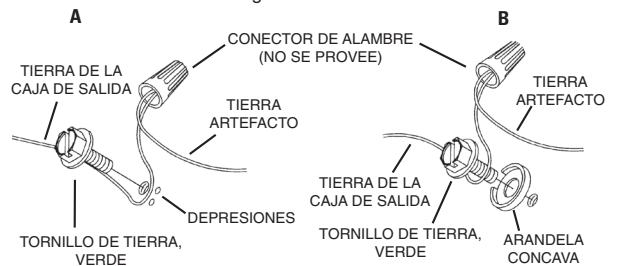 A
B
CONECTOR DE ALAMBRE
(NO SE PROVEE)
TIERRA DE LA
CAJA DE SALIDA
TIERRA
ARTEFACTO
TIERRA
ARTEFACTO
DEPRESIONES
TIERRA DE LA
CAJA DE SALIDA
TORNILLO DE TIERRA,
VERDE
TORNILLO DE TIERRA,
VERDE
ARANDELA
CONCAVA